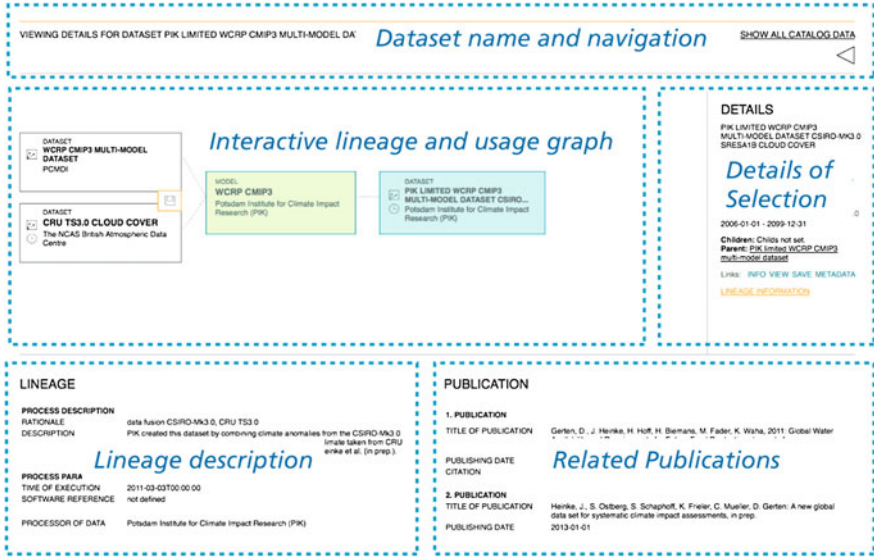 VIEWING DETAILS FOR DATASET PIK LIMITED WCRP CMIP3 MULTI-MODEL DA
Dataset name and navigation
SHOW ALL CATALOG DATA
Interactive lineage and usage graph
DATASET
WCRP CMIP3 MULTI-MODEL
DATASET
PCMDI
DATASET
CRU TS3.0 CLOUD COVER
The NCAS British Atmospheric Data
Centre
MODEL
WCRP CMIP3
Potsdam Institute for Climate Impact
Research (PIK)
DATASET
PIK LIMITED WCRP CMIP3
MULTI-MODEL DATASET CSIRO...
Potsdam Institute for Climate Impact
Research (PIK)
DETAILS
PIK LIMITED WCRP CMIP3
MULTI-MODEL DATASET CSIRO-MK3.0
SRESA1B CLOUD COVER
Details of
Selection
2006-01-01 - 2099-12-31
Children: Childs not set.
Parent: PIK limited WCRP CMIP3
multi-model dataset
Links: INFO VIEW SAVE METADATA
LINEAGE INFORMATION
LINEAGE
PROCESS DESCRIPTION
RATIONALE data fusion CSIRO-Mk3.0, CRU TS3.0
DESCRIPTION PIK created this dataset by combining climate anomalies from the CSIRO-Mk3.0
imate taken from CRU
einke et al. (in prep.).
Lineage description
PROCESS PARA
TIME OF EXECUTION 2011-03-03T00:00:00
SOFTWARE REFERENCE not defined
PROCESSOR OF DATA Potsdam Institute for Climate Impact Research (PIK)
PUBLICATION
1. PUBLICATION
TITLE OF PUBLICATION Gerten, D., J. Heinke, H. Hoff, H. Biemans, M. Fader, K. Waha, 2011: Global Water
Related Publications
PUBLISHING DATE
CITATION
2. PUBLICATION
TITLE OF PUBLICATION Heinke, J., S. Ostberg, S. Schaphoff, K. Frieler, C. Mueller, D. Gerten: A new global
data set for systematic climate impact assessments, in prep.
PUBLISHING DATE 2013-01-01